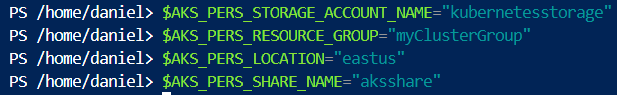 PS /home/daniel> $AKS_PERS_STORAGE_ACCOUNT_NAME="kubernetesstorage"
PS /home/daniel> $AKS_PERS_RESOURCE_GROUP="myClusterGroup"
PS /home/daniel> $AKS_PERS_LOCATION="eastus"
PS /home/daniel> $AKS_PERS_SHARE_NAME="aksshare"